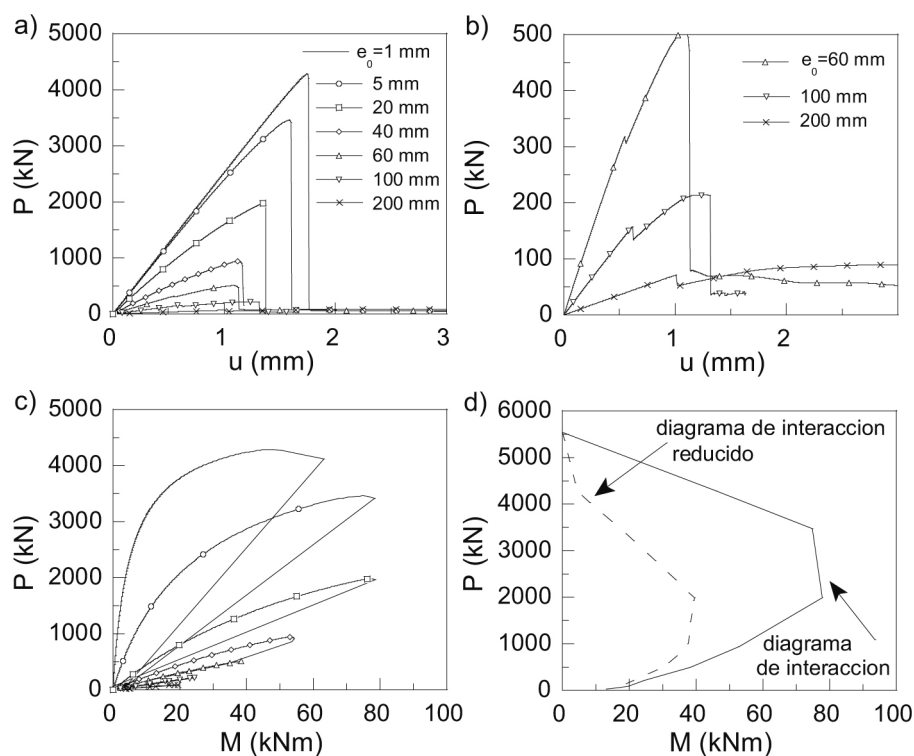 a)
5000
4000
3000
2000
1000
0
P (kN)
0
1
2
3
u (mm)
e0=1 mm
5 mm
20 mm
40 mm
60 mm
100 mm
200 mm
b)
500
400
300
200
100
0
P (kN)
0
1
2
u (mm)
e0=60 mm
100 mm
200 mm
c)
5000
4000
3000
2000
1000
0
P (kN)
0
20
40
60
80
100
M (kNm)
d)
6000
5000
4000
3000
2000
1000
0
P (kN)
0
20
40
60
80
100
M (kNm)
diagrama de interaccion
reducido
diagrama
de interaccion